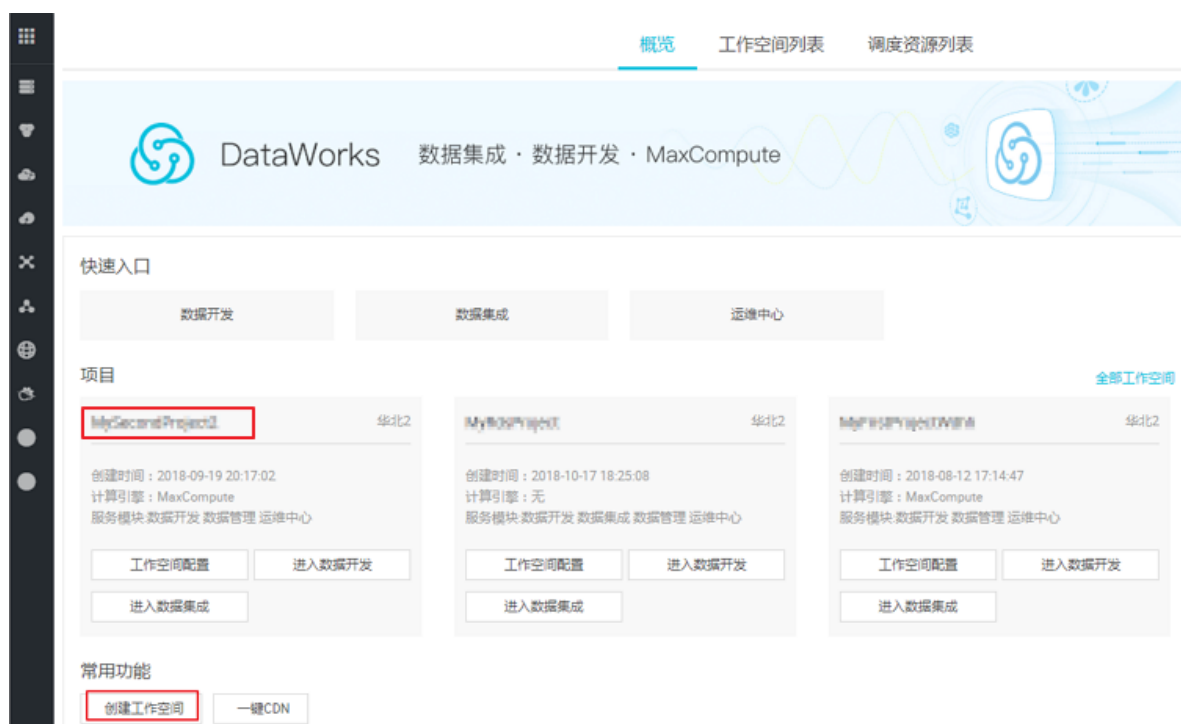 概览 工作空间列表 调度资源列表
DataWorks 数据集成 · 数据开发 · MaxCompute
快速入口
数据开发 数据集成 运维中心
项目 全部工作空间
华北2 华北2 华北2
创建时间：2018-09-19 20:17:02
计算引擎：MaxCompute
服务模块:数据开发 数据管理 运维中心
工作空间配置 进入数据开发
进入数据集成
创建时间：2018-10-17 18:25:08
计算引擎：无
服务模块:数据开发 数据集成 数据管理 运维中心
工作空间配置 进入数据开发
进入数据集成
创建时间：2018-08-12 17:14:47
计算引擎：MaxCompute
服务模块:数据开发 数据管理 运维中心
工作空间配置 进入数据开发
进入数据集成
常用功能
创建工作空间 一键CDN